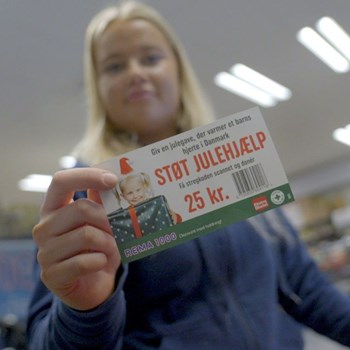 Giv en julegave, der varmer et barns
hjerte i Danmark
STØT JULEHJÆLP
Få stregkoden scannet og donér
25 kr.
REMA 1000